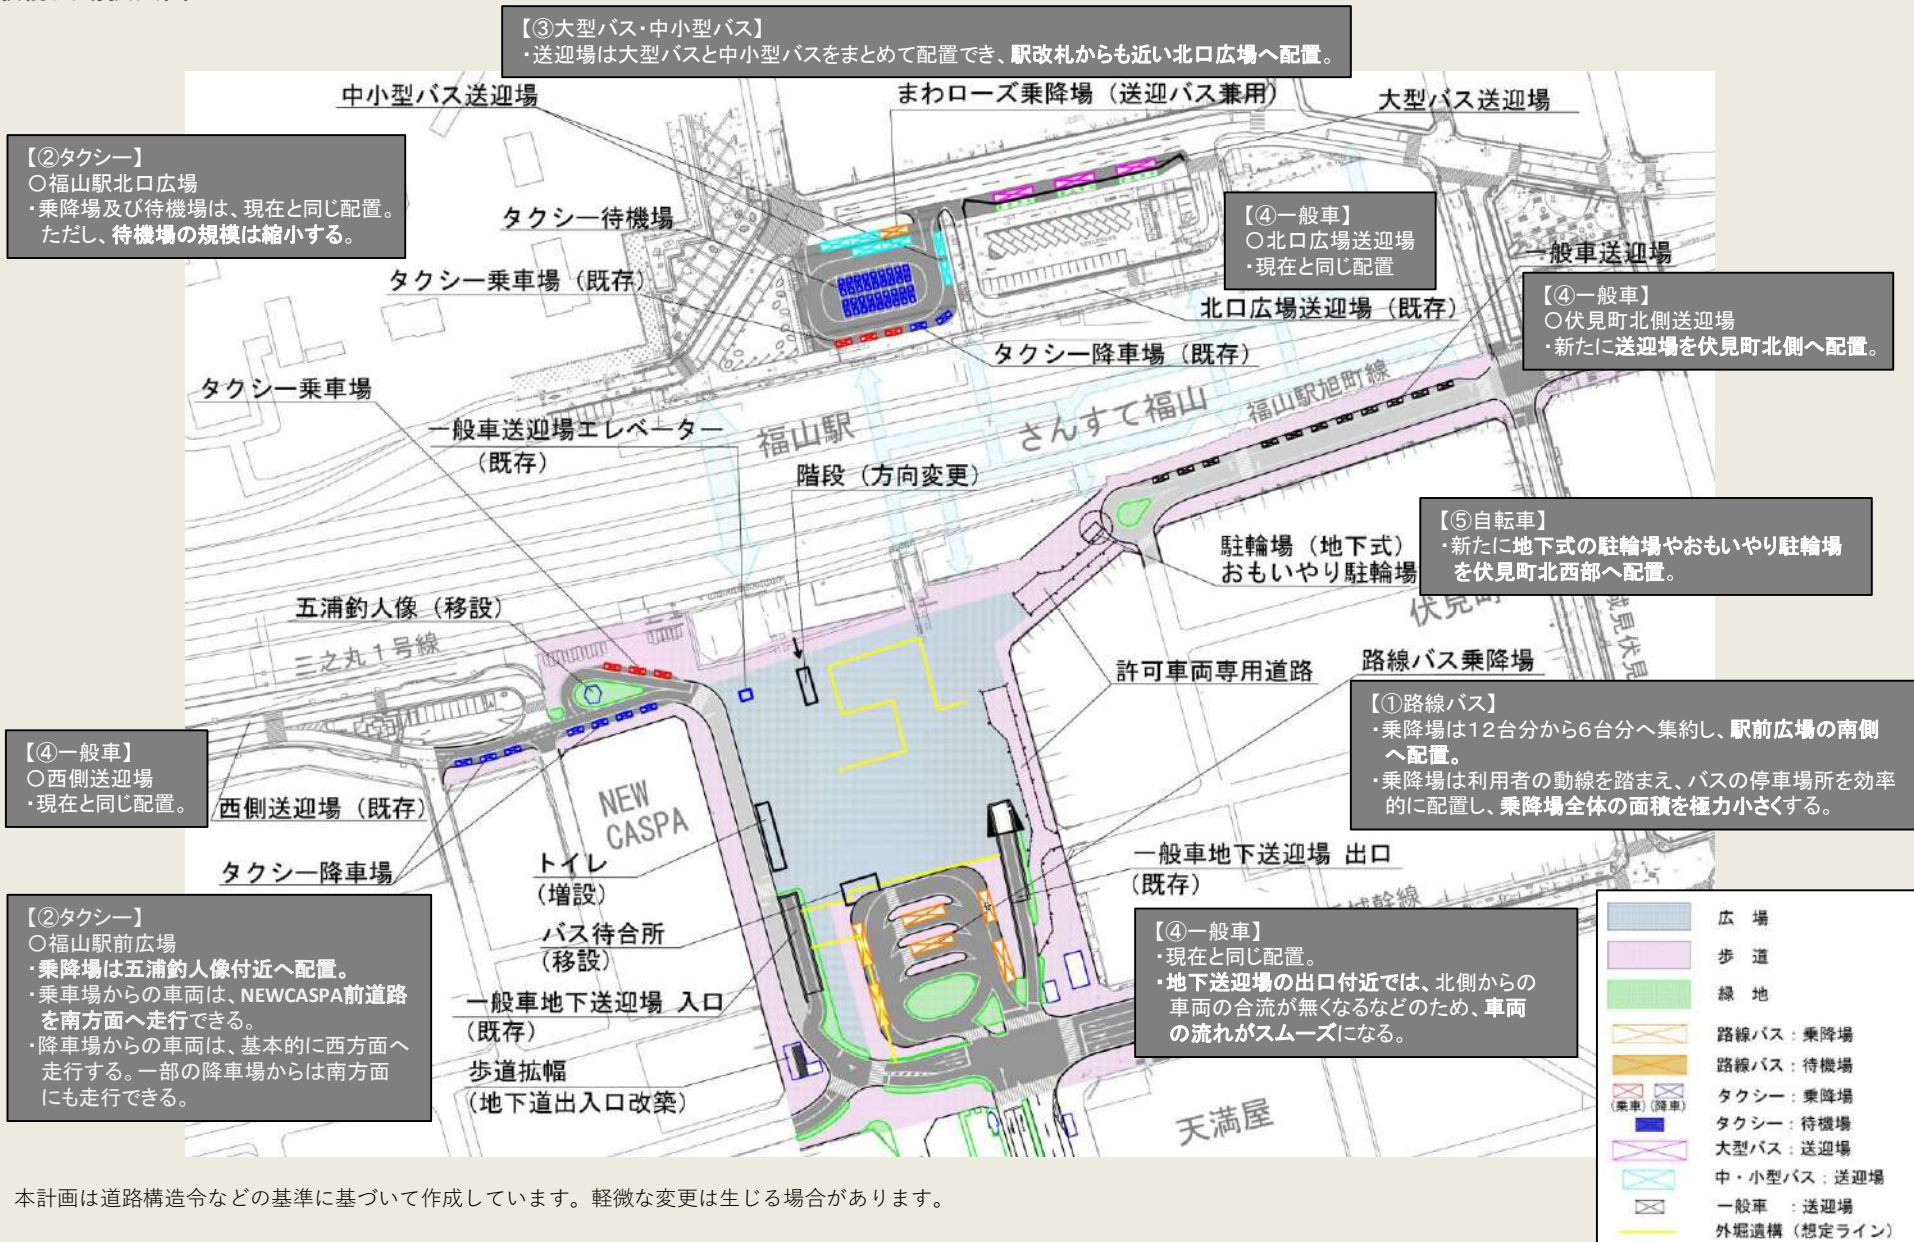 【③大型バス・中小型バス】
・送迎場は大型バスと中小型バスをまとめて配置でき、駅改札からも近い北口広場へ配置。
中小型バス送迎場
まわローズ乗降場（送迎バス兼用）
大型バス送迎場
【②タクシー】
○福山駅北口広場
・乗降場及び待機場は、現在と同じ配置。
ただし、待機場の規模は縮小する。
タクシー待機場
【④一般車】
○北口広場送迎場
・現在と同じ配置
一般車送迎場
タクシー乗車場（既存）
北口広場送迎場（既存）
【④一般車】
○伏見町北側送迎場
・新たに送迎場を伏見町北側へ配置。
タクシー降車場（既存）
タクシー乗車場
福山駅
さんすて福山
福山駅旭町線
一般車送迎場エレベーター
（既存）
階段（方向変更）
【⑤自転車】
・新たに地下式の駐輪場やおもいやり駐輪場
を伏見町北西部へ配置。
駐輪場（地下式）
おもいやり駐輪場
伏見町
城見伏見
五浦釣人像（移設）
三之丸1号線
許可車両専用道路
路線バス乗降場
【①路線バス】
・乗降場は12台分から6台分へ集約し、駅前広場の南側
へ配置。
・乗降場は利用者の動線を踏まえ、バスの停車場所を効率
的に配置し、乗降場全体の面積を極力小さくする。
【④一般車】
○西側送迎場
・現在と同じ配置。
西側送迎場（既存）
NEW
CASPA
タクシー降車場
トイレ
（増設）
一般車地下送迎場 出口
（既存）
城幹線
【②タクシー】
○福山駅前広場
・乗降場は五浦釣人像付近へ配置。
・乗車場からの車両は、NEWCASPA前道路
を南方面へ走行できる。
・降車場からの車両は、基本的に西方面へ
走行する。一部の降車場からは南方面
にも走行できる。
バス待合所
（移設）
一般車地下送迎場 入口
（既存）
歩道拡幅
（地下道出入口改築）
【④一般車】
・現在と同じ配置。
・地下送迎場の出口付近では、北側からの
車両の合流が無くなるなどのため、車両
の流れがスムーズになる。
天満屋
広 場
歩 道
緑 地
路線バス：乗降場
路線バス：待機場
（乗車）（降車）
タクシー：乗降場
タクシー：待機場
大型バス：送迎場
中・小型バス：送迎場
一般車 ：送迎場
外堀遺構（想定ライン）
本計画は道路構造令などの基準に基づいて作成しています。軽微な変更は生じる場合があります。